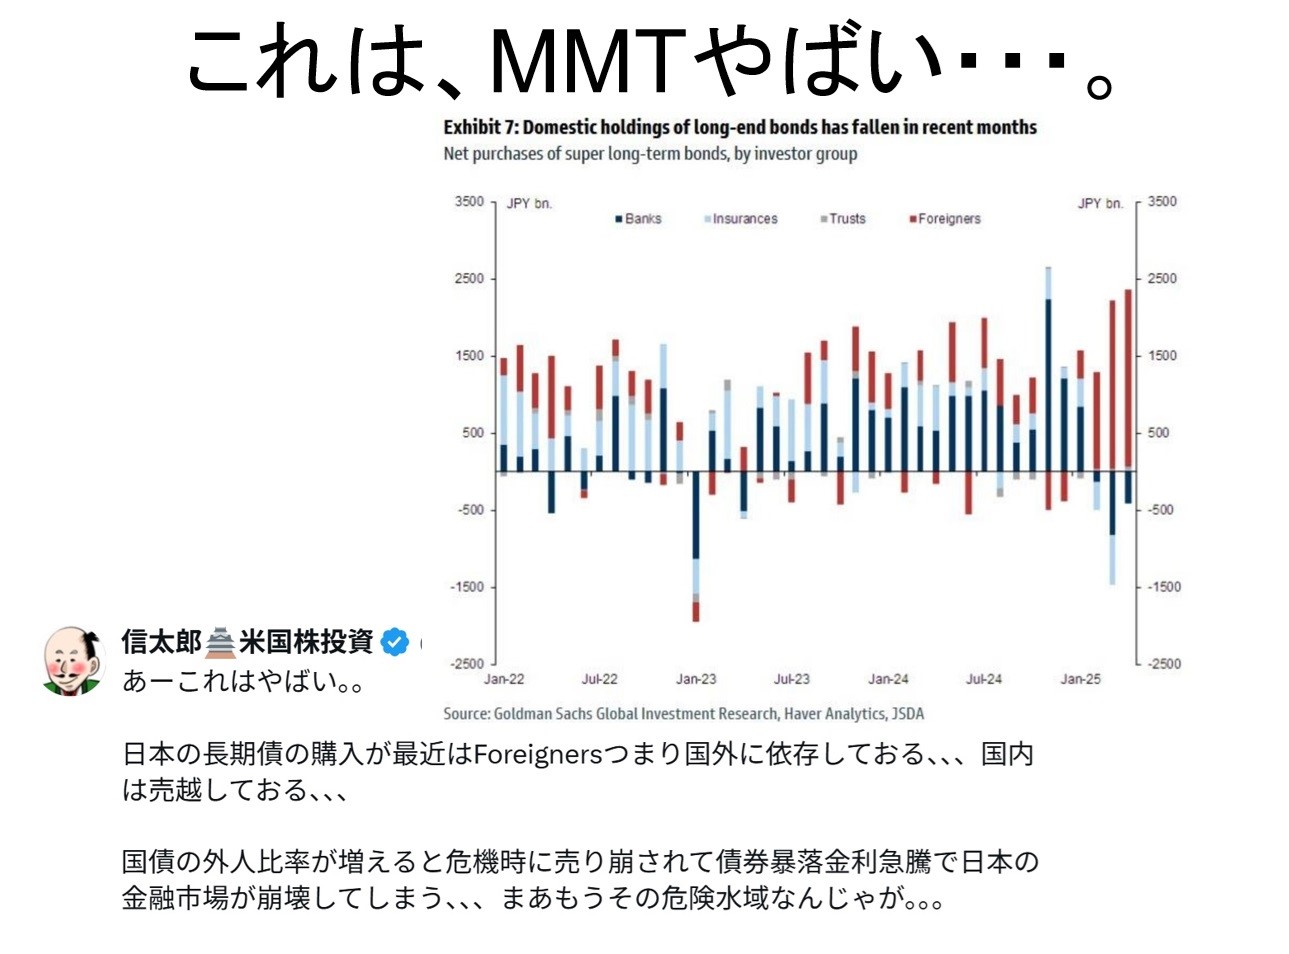 これは、MMTやばい・・・。
Exhibit 7: Domestic holdings of long-end bonds has fallen in recent months
Net purchases of super long-term bonds, by investor group
3500 JPY bn. JPY bn. 3500
Banks Insurances Trusts Foreigners
2500 2500
1500 1500
500 500
-500 -500
-1500 -1500
-2500 -2500
Jan-22 Jul-22 Jan-23 Jul-23 Jan-24 Jul-24 Jan-25
Source: Goldman Sachs Global Investment Research, Haver Analytics, JSDA
信太郎🏯米国株投資
あーこれはやばい。。
日本の長期債の購入が最近はForeignersつまり国外に依存しておる、、、国内
は売越しておる、、、
国債の外人比率が増えると危機時に売り崩されて債券暴落金利急騰で日本の
金融市場が崩壊してしまう、、、まあもうその危険水域なんじゃが。。。